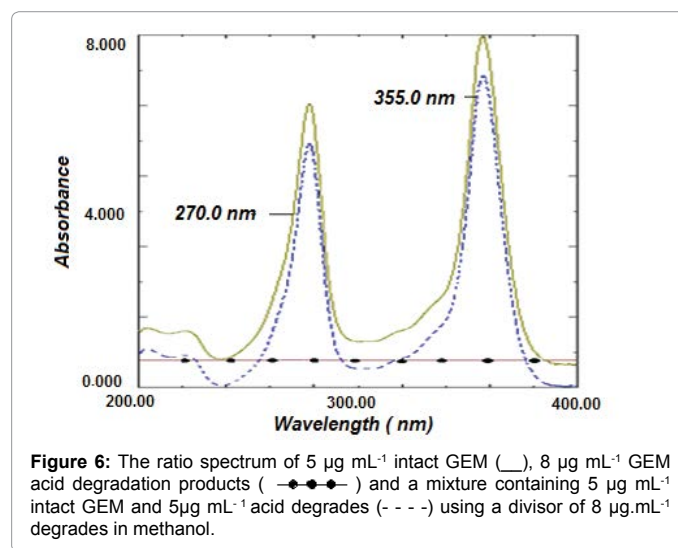 8.000
355.0 nm
270.0 nm
4.000
Absorbance
0.000
200.00
300.00
400.00
Wavelength ( nm)
Figure 6: The ratio spectrum of 5 µg mL-1 intact GEM (__), 8 µg mL-1 GEM
acid degradation products ( ) and a mixture containing 5 µg mL-1
intact GEM and 5µg mL-1 acid degrades (- - - -) using a divisor of 8 µg.mL-1
degrades in methanol.